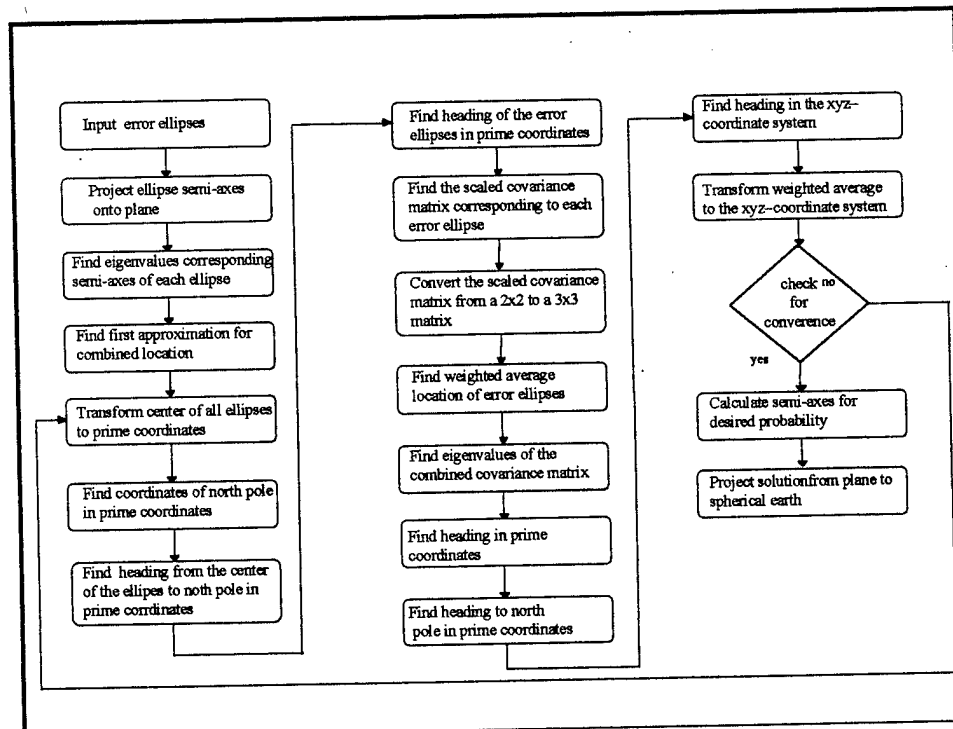 Input error ellipses
Project ellipse semi-axes
onto plane
Find eigenvalues corresponding
semi-axes of each ellipse
Find first approximation for
combined location
Transform center of all ellipses
to prime coordinates
Find coordinates of north pole
in prime coordinates
Find heading from the center
of the ellipes to noth pole in
prime corrdinates
Find heading of the error
ellipses in prime coordinates
Find the scaled covariance
matrix corresponding to each
error ellipse
Convert the scaled covariance
matrix from a 2x2 to a 3x3
matrix
Find weighted average
location of error ellipses
Find eigenvalues of the
combined covariance matrix
Find heading in prime
coordinates
Find heading to north
pole in prime coordinates
Find heading in the xyz-
coordinate system
Transform weighted average
to the xyz-coordinate system
check no
for
converence
yes
Calculate semi-axes for
desired probability
Project solutionfrom plane to
spherical earth